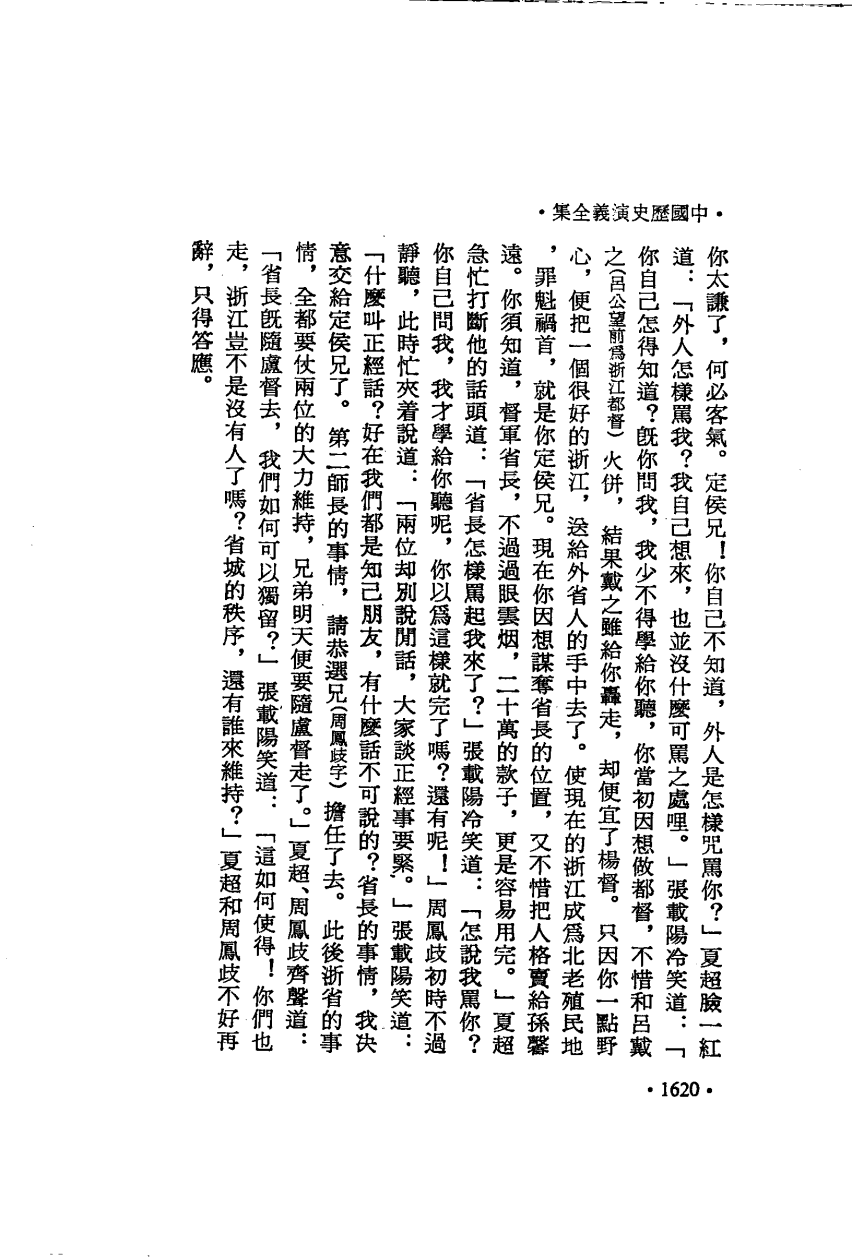 •中國歷史演義全集•
你太謙了，何必客氣。定侯兄！你自己不知道，外人是怎樣咒罵你？」夏超臉一紅
道：「外人怎樣罵我？我自己想來，也並沒什麼可罵之處哩。」張載陽冷笑道：「
你自己怎得知道？旣你問我，我少不得學給你聽，你當初因想做都督，不惜和呂戴
之(呂公望前爲浙江都督)火併，結果戴之雖給你轟走，却便宜了楊督。只因你一點野
心，便把一個很好的浙江，送給外省人的手中去了。使現在的浙江成爲北老殖民地
，罪魁禍首，就是你定侯兄。現在你因想謀奪省長的位置，又不惜把人格賣給孫馨
遠。你須知道，督軍省長，不過過眼雲烟，二十萬的款子，更是容易用完。」夏超
急忙打斷他的話頭道：「省長怎樣罵起我來了？」張載陽冷笑道：「怎說我罵你？
你自己問我，我才學給你聽呢，你以爲這樣就完了嗎？還有呢！」周鳳歧初時不過
靜聽，此時忙夾着說道：「兩位却別說閒話，大家談正經事要緊。」張載陽笑道：
「什麼叫正經話？好在我們都是知己朋友，有什麼話不可說的？省長的事情，我决
意交給定侯兄了。第二師長的事情，請恭選兄(周鳳歧字)擔任了去。此後浙省的事
情，全都要仗兩位的大力維持，兄弟明天便要隨盧督走了。」夏超、周鳳歧齊聲道：
「省長旣隨盧督去，我們如何可以獨留？」張載陽笑道：「這如何使得！你們也
走，浙江豈不是沒有人了嗎？省城的秩序，還有誰來維持？」夏超和周鳳歧不好再
辭，只得答應。
•1620•